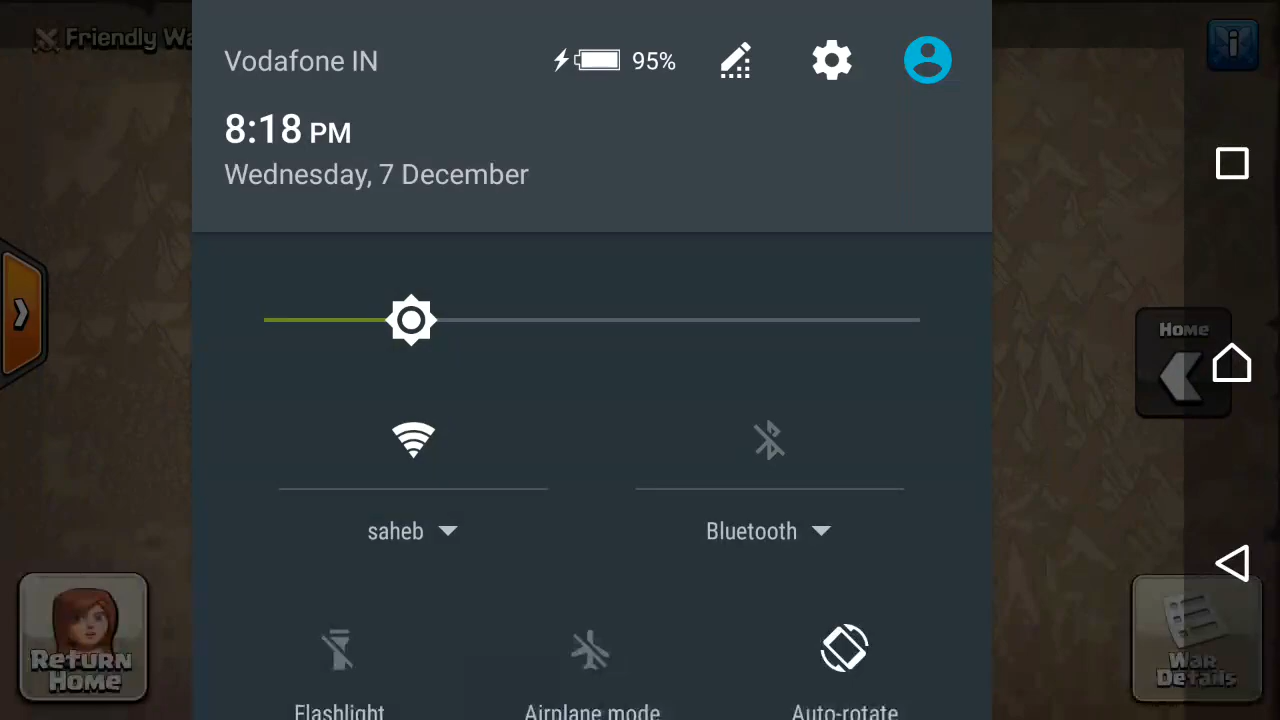 Friendly Wa
Vodafone IN
95%
8:18 PM
Wednesday, 7 December
Home
saheb
Bluetooth
Return
Home
War
Details
Flashlight
Airplane mode
Auto-rotate